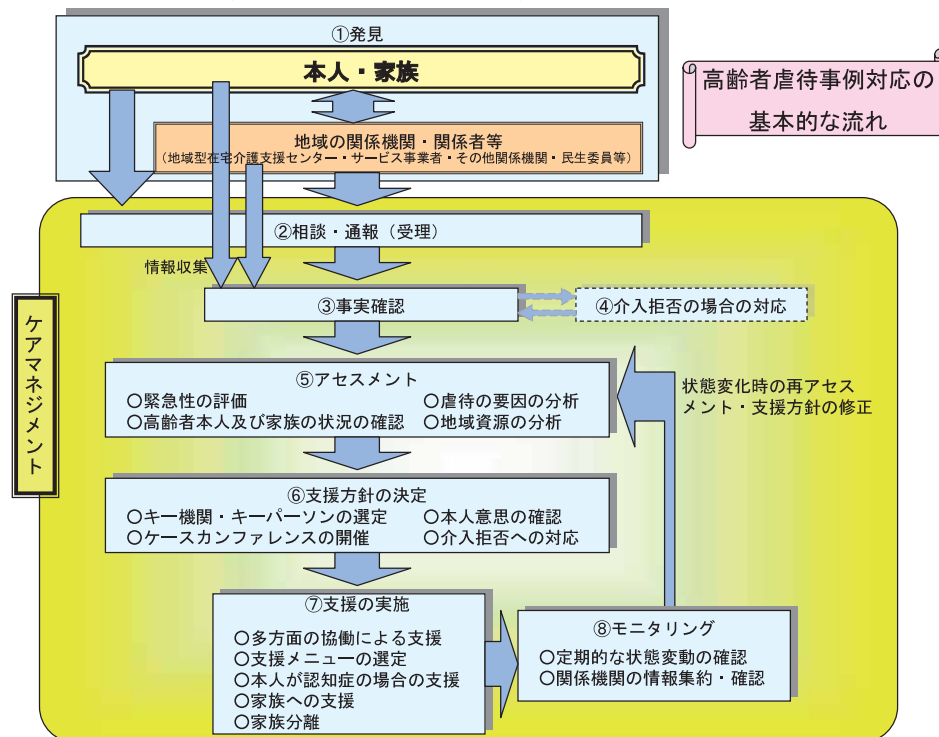 ①発見
本人・家族
高齢者虐待事例対応の
基本的な流れ
地域の関係機関・関係者等
（地域型在宅介護支援センター・サービス事業者・その他関係機関・民生委員等）
②相談・通報（受理）
情報収集
③事実確認
④介入拒否の場合の対応
ケアマネジメント
⑤アセスメント
○緊急性の評価
○虐待の要因の分析
○高齢者本人及び家族の状況の確認
○地域資源の分析
状態変化時の再アセス
メント・支援方針の修正
⑥支援方針の決定
○キー機関・キーパーソンの選定
○本人意思の確認
○ケースカンファレンスの開催
○介入拒否への対応
⑦支援の実施
○多方面の協働による支援
○支援メニューの選定
○本人が認知症の場合の支援
○家族への支援
○家族分離
⑧モニタリング
○定期的な状態変動の確認
○関係機関の情報集約・確認